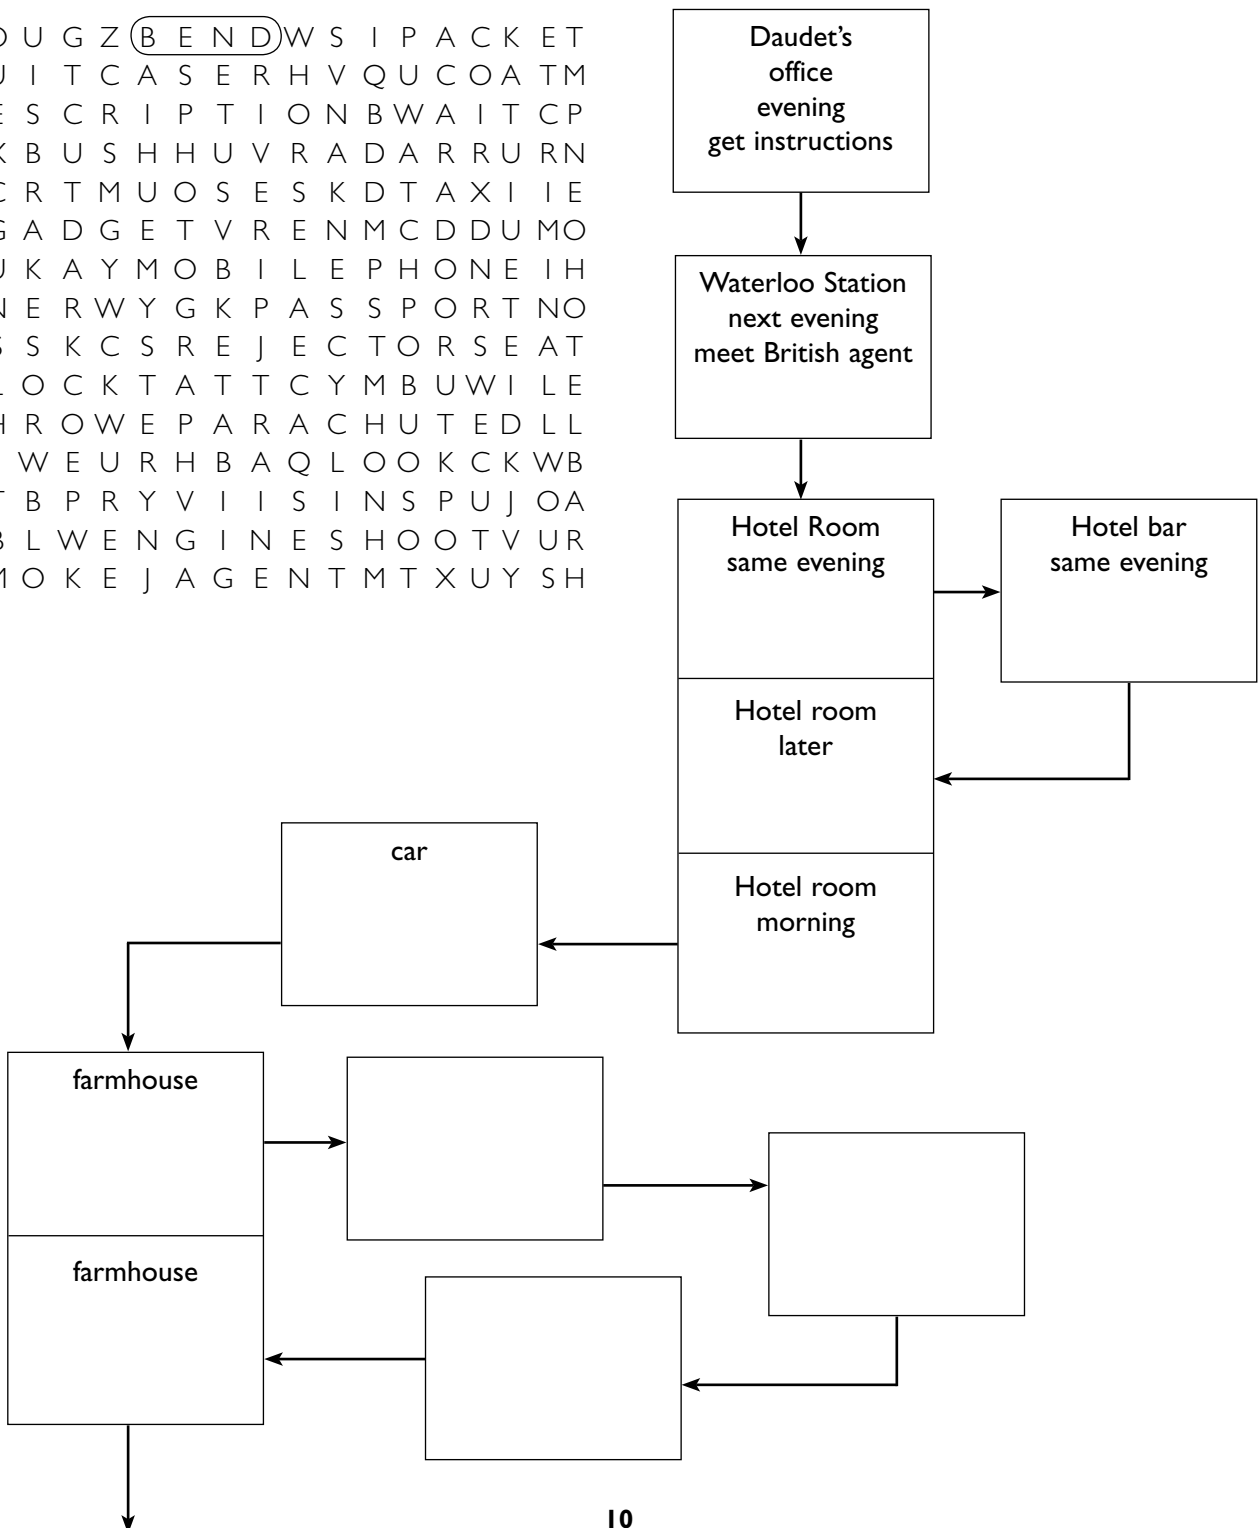 U G Z B E N D W S I P A C K E T
I T C A S E R H V Q U C O A T M
S C R I P T I O N B W A I T C P
B U S H H U V R A D A R R U R N
R T M U O S E S K D T A X I I E
A D G E T V R E N M C D D U M O
K A Y M O B I L E P H O N E I H
E R W Y G K P A S S P O R T N O
S K C S R E J E C T O R S E A T
O C K T A T T C Y M B U W I L E
R O W E P A R A C H U T E D L L
W E U R H B A Q L O O K C K W B
B P R Y V I I S I N S P U J O A
L W E N G I N E S H O O T V U R
O K E J A G E N T M T X U Y S H
Daudet's
office
evening
get instructions
Waterloo Station
next evening
meet British agent
Hotel Room
same evening
Hotel bar
same evening
Hotel room
later
Hotel room
morning
car
farmhouse
farmhouse
10